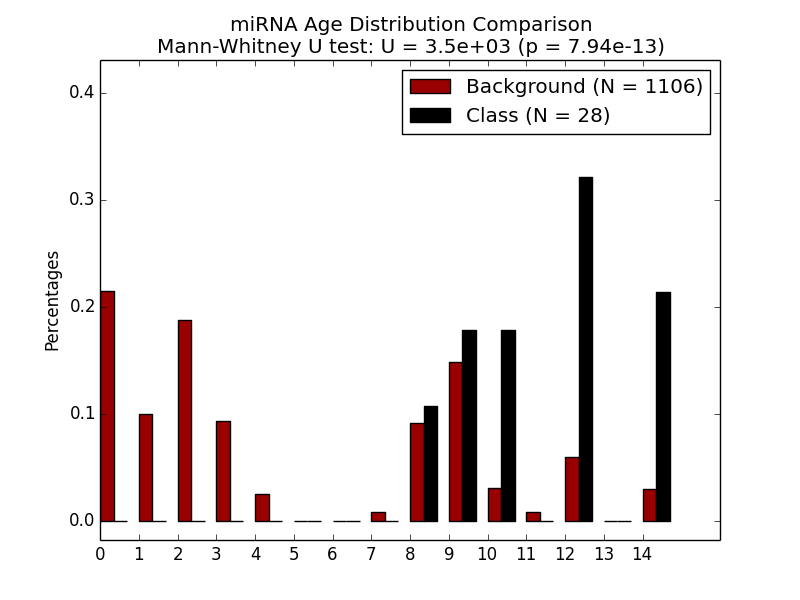 miRNA Age Distribution Comparison
Mann-Whitney U test: U = 3.5e+03 (p = 7.94e-13)
Background (N = 1106)
Class (N = 28)
Percentages
0.4
0.3
0.2
0.1
0.0
0 1 2 3 4 5 6 7 8 9 10 11 12 13 14